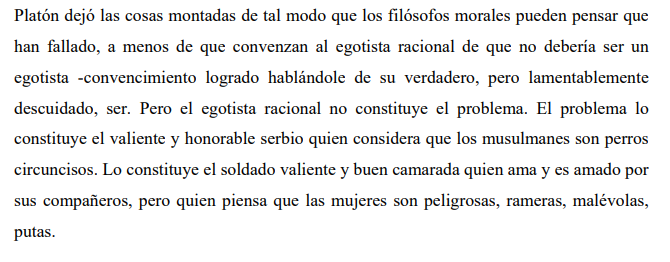 Platón dejó las cosas montadas de tal modo que los filósofos morales pueden pensar que
han fallado, a menos de que convenzan al egotista racional de que no debería ser un
egotista -convencimiento logrado hablándole de su verdadero, pero lamentablemente
descuidado, ser. Pero el egotista racional no constituye el problema. El problema lo
constituye el valiente y honorable serbio quien considera que los musulmanes son perros
circuncisos. Lo constituye el soldado valiente y buen camarada quien ama y es amado por
sus compañeros, pero quien piensa que las mujeres son peligrosas, rameras, malévolas,
putas.